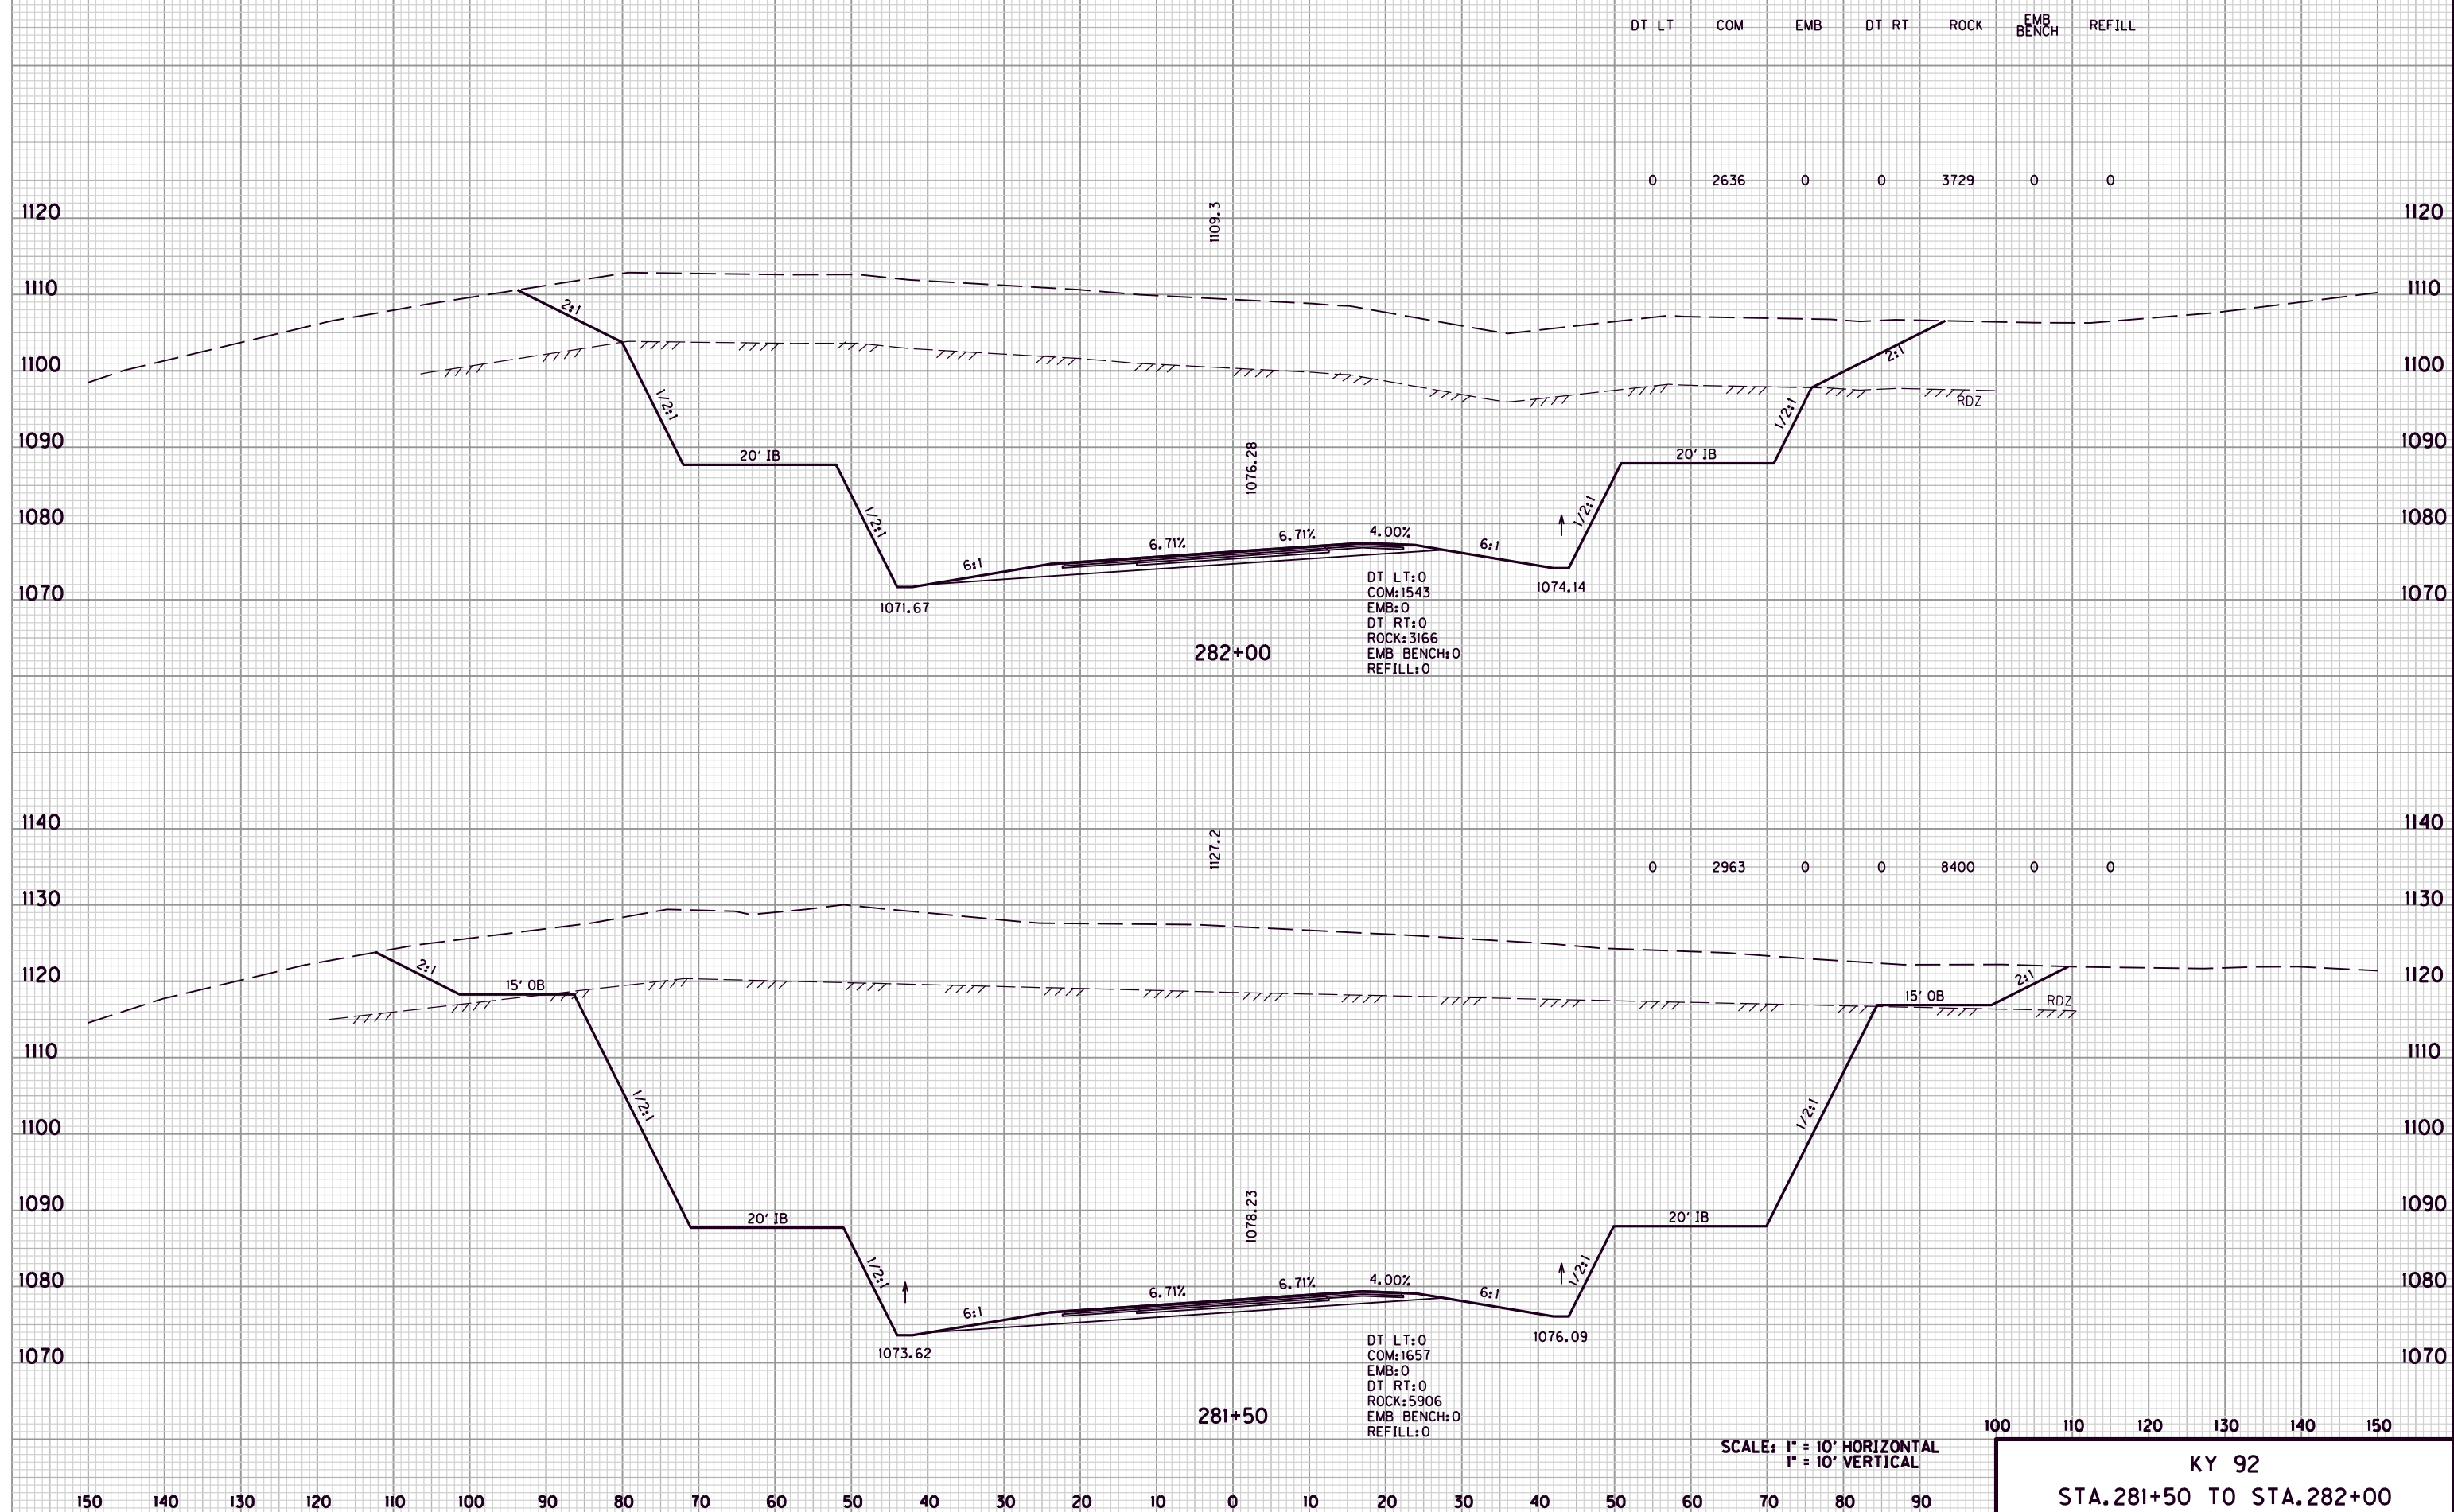 DT LT COM EMB DT RT ROCK EMB BENCH REFILL
0 2636 0 0 3729 0 0
1109.3
1120 1120
1110 1110
2:1
1100 1100
2:1
RDZ
1/2:1 1/2:1
1090 1090
20' IB 20' IB
1076.28
1080 1080
1/2:1 6.71% 6.71% 4.00% 1/2:1
6:1 6:1
1070 1070
1071.67 1074.14
DT LT:0
COM:1543
EMB:0
DT RT:0
ROCK:3166
EMB BENCH:0
REFILL:0
282+00
1140 1140
1127.2
0 2963 0 0 8400 0 0
1130 1130
2:1 2:1
1120 1120
15' OB 15' OB
RDZ
1110 1110
1/2:1 1/2:1
1100 1100
1090 1090
20' IB 20' IB
1078.23
1080 1080
1/2:1 6.71% 6.71% 4.00% 1/2:1
6:1 6:1
1070 1070
1073.62 1076.09
DT LT:0
COM:1657
EMB:0
DT RT:0
ROCK:5906
EMB BENCH:0
REFILL:0
281+50
100 110 120 130 140 150
SCALE: 1" = 10' HORIZONTAL
1" = 10' VERTICAL
KY 92
STA.281+50 TO STA.282+00
150 140 130 120 110 100 90 80 70 60 50 40 30 20 10 0 10 20 30 40 50 60 70 80 90